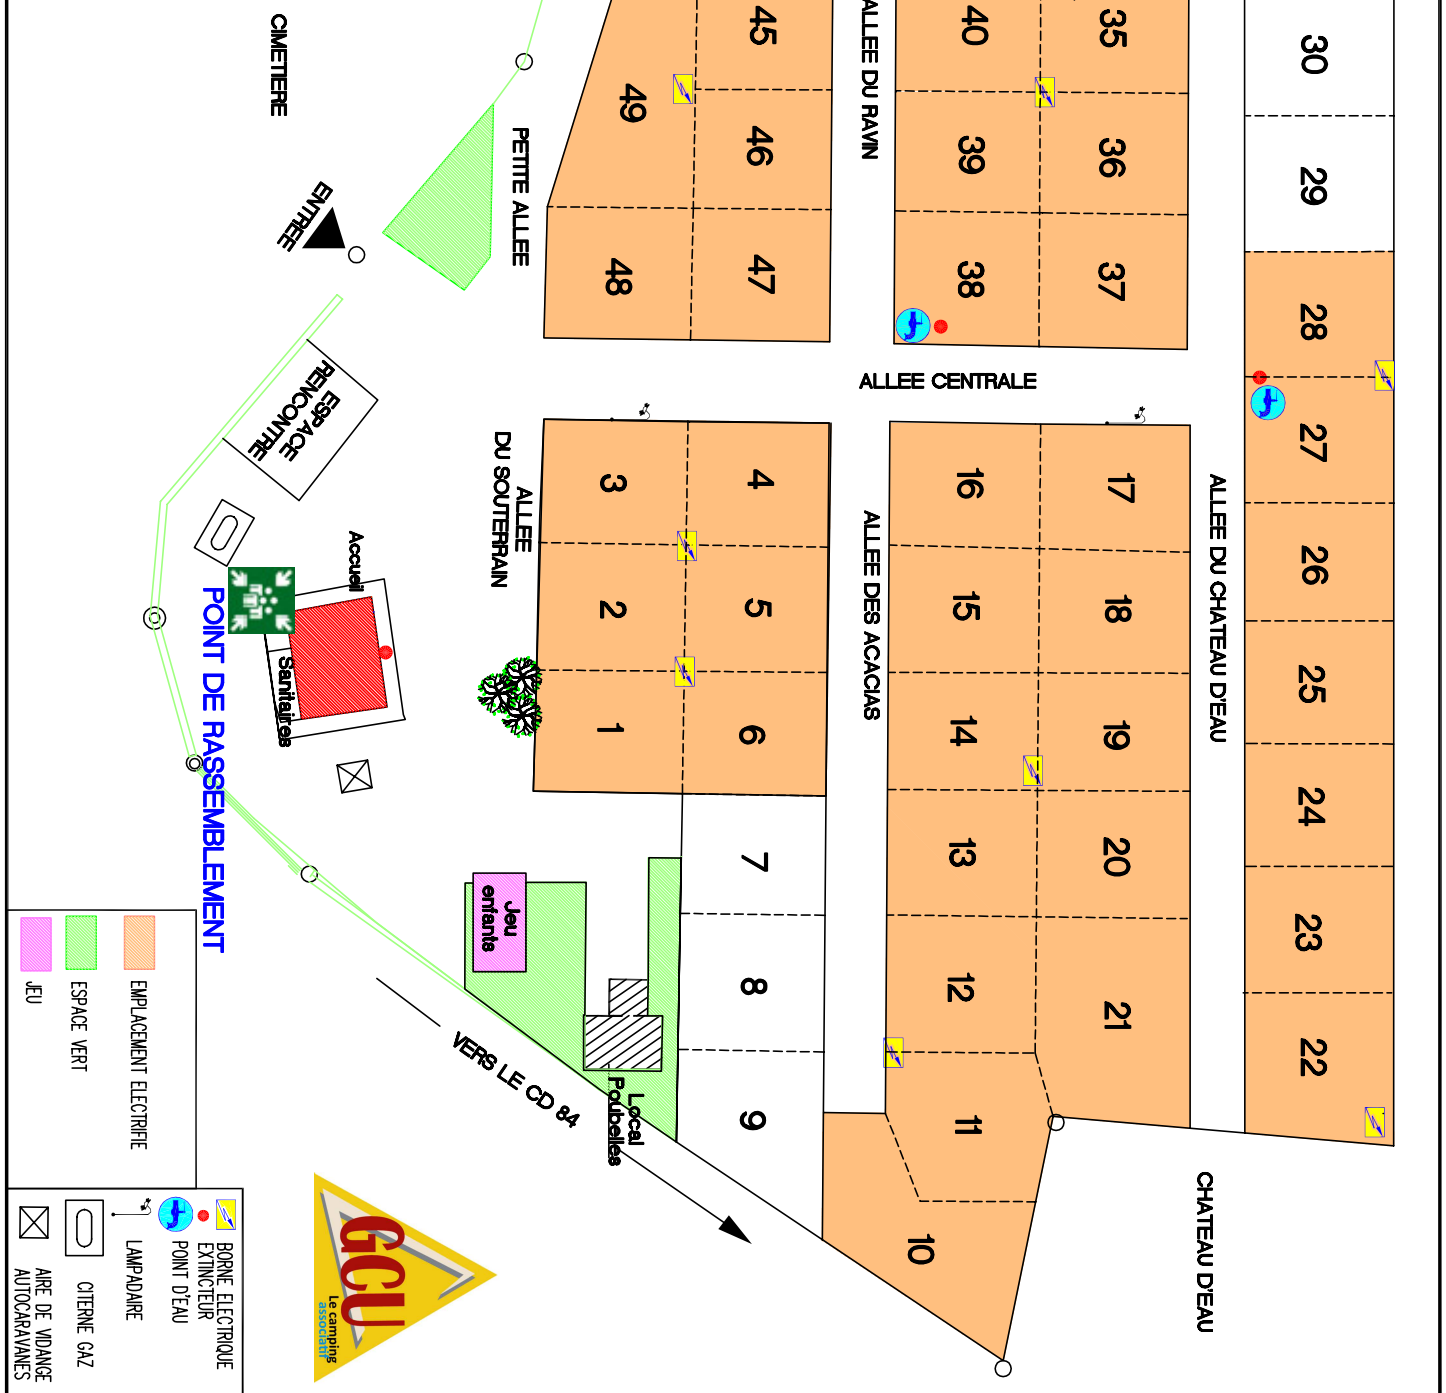 CIMETIERE
ENTREE
PETITE ALLEE
ALLEE DU RAVIN
ALLEE CENTRALE
30
29
28
27
26
25
24
23
22
35
36
37
40
39
38
45
46
47
49
48
17
18
19
20
21
16
15
14
13
12
11
10
4
5
6
7
8
9
3
2
1
ALLEE DU CHATEAU D'EAU
ALLEE DES ACACIAS
ALLEE
DU SOUTERRAIN
ESPACE
RENCONTRE
Accueil
Sanitaires
POINT DE RASSEMBLEMENT
Jeu
enfants
Local
Poubelles
VERS LE CD 84
CHATEAU D'EAU
EMPLACEMENT ELECTRIFIE
ESPACE VERT
JEU
BORNE ELECTRIQUE
EXTINCTEUR
POINT D'EAU
LAMPADAIRE
CITERNE GAZ
AIRE DE VIDANGE
AUTOCARAVANES
GCU
Le camping
associatif